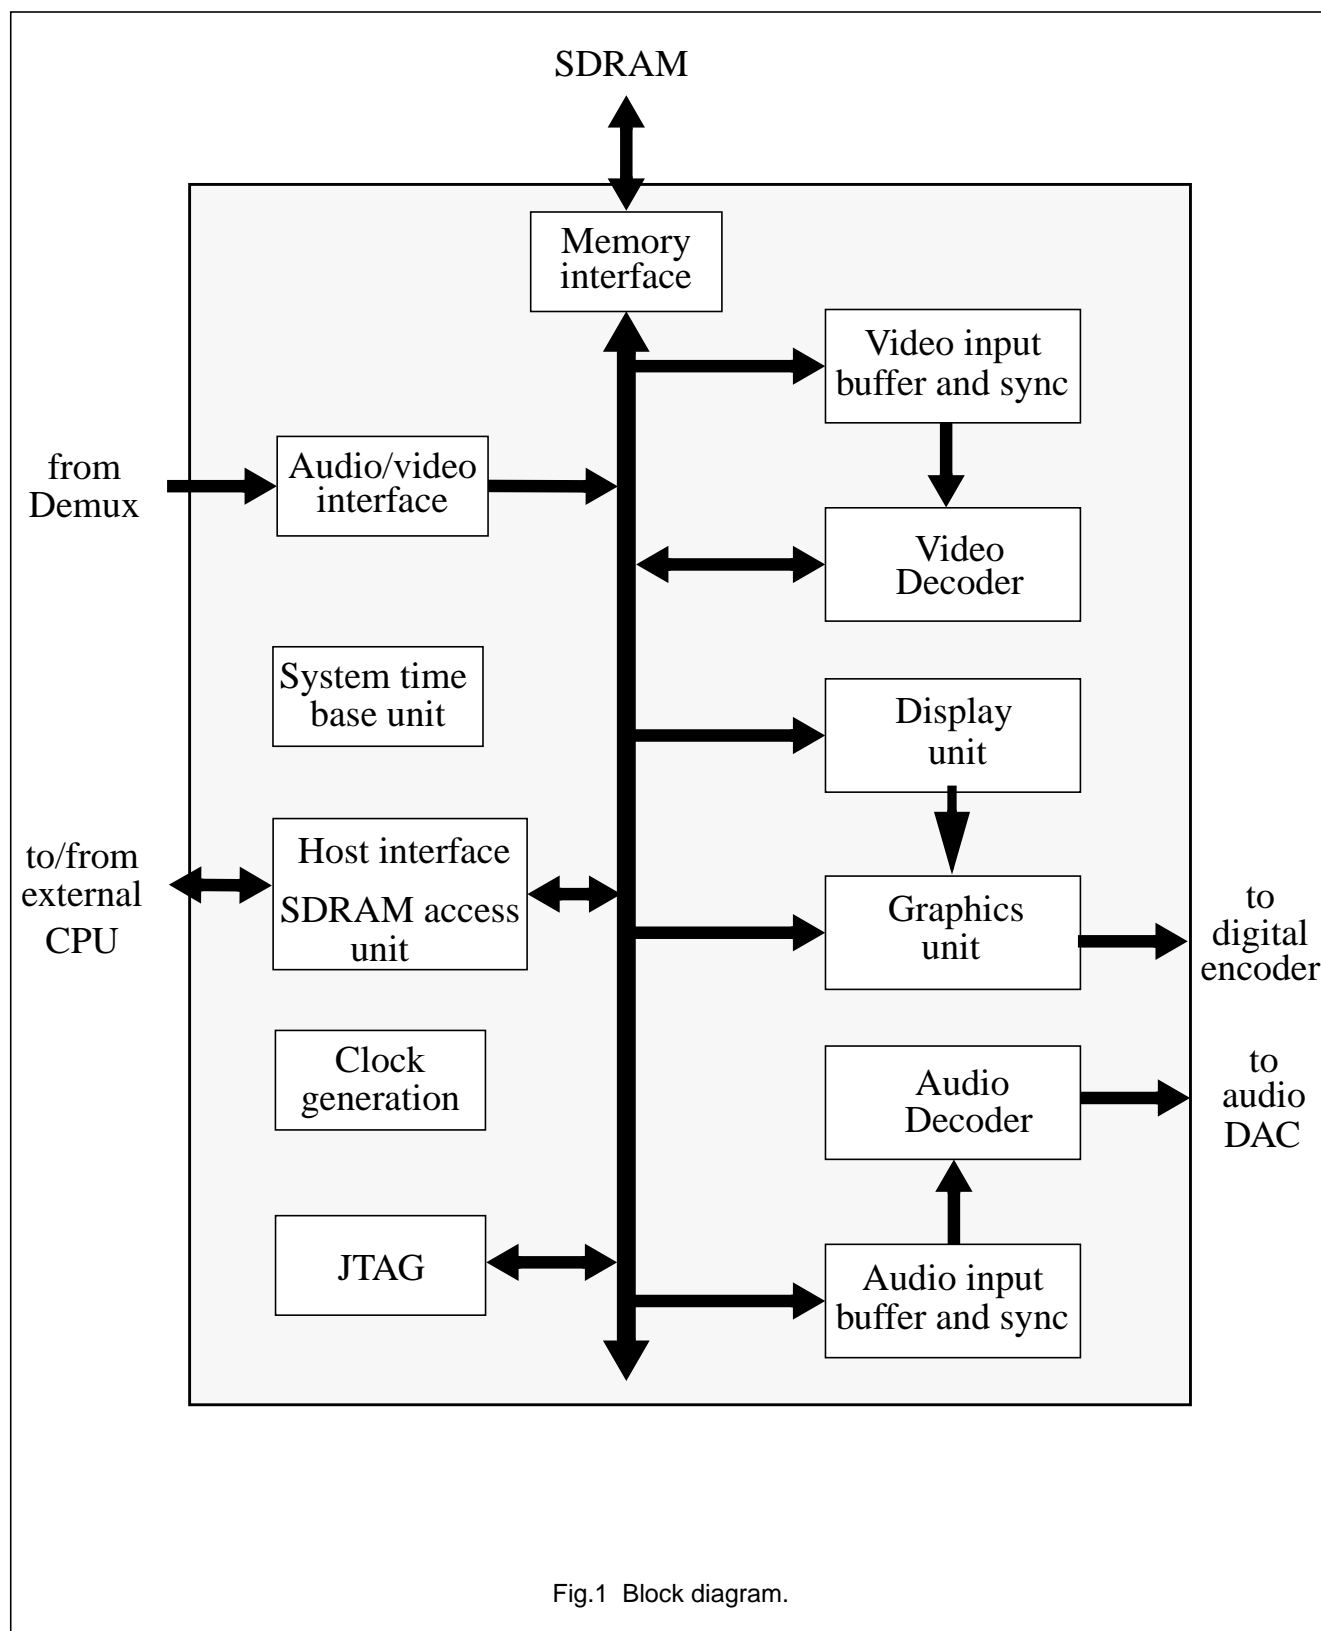 SDRAM
Memory
interface
Video input
buffer and sync
from
Demux
Audio/video
interface
Video
Decoder
System time
base unit
Display
unit
to/from
external
CPU
Host interface
SDRAM access
unit
Graphics
unit
to
digital
encoder
Clock
generation
Audio
Decoder
to
audio
DAC
JTAG
Audio input
buffer and sync
Fig.1 Block diagram.